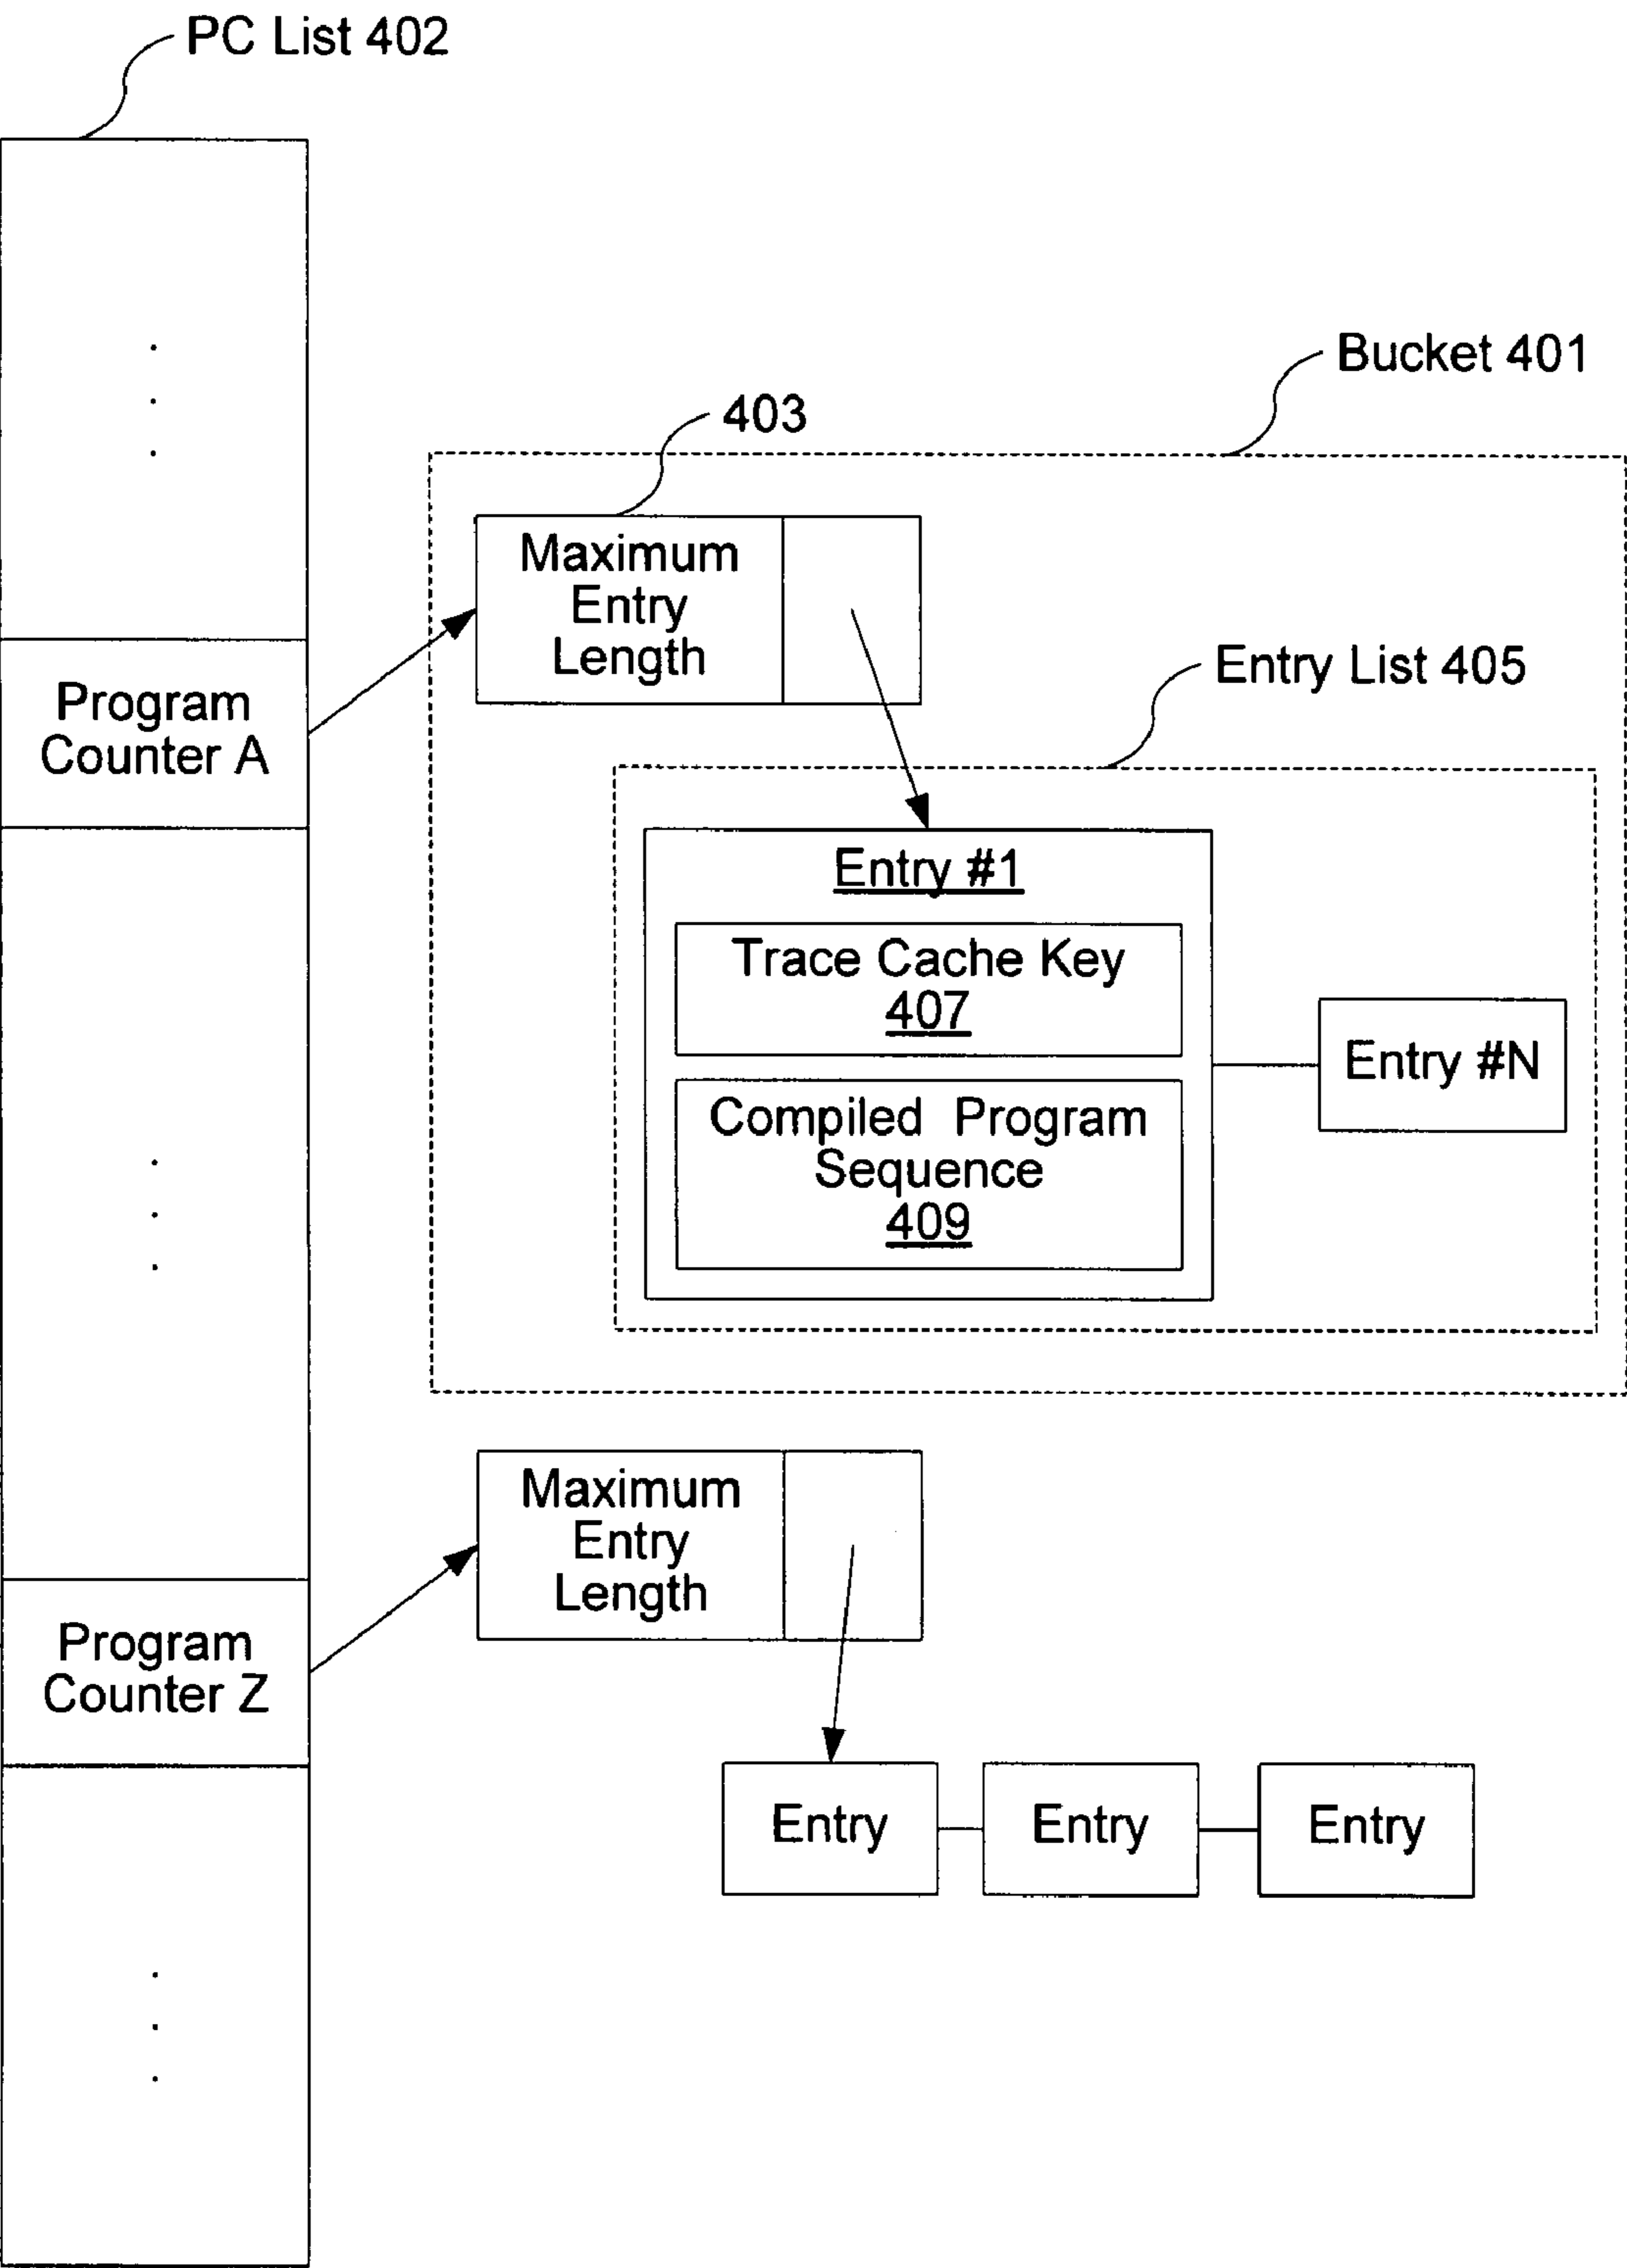 PC List 402
Bucket 401
403
Maximum
Entry
Length
Entry List 405
Program
Counter A
Entry #1
Trace Cache Key
407
Entry #N
Compiled Program
Sequence
409
Maximum
Entry
Length
Program
Counter Z
Entry
Entry
Entry